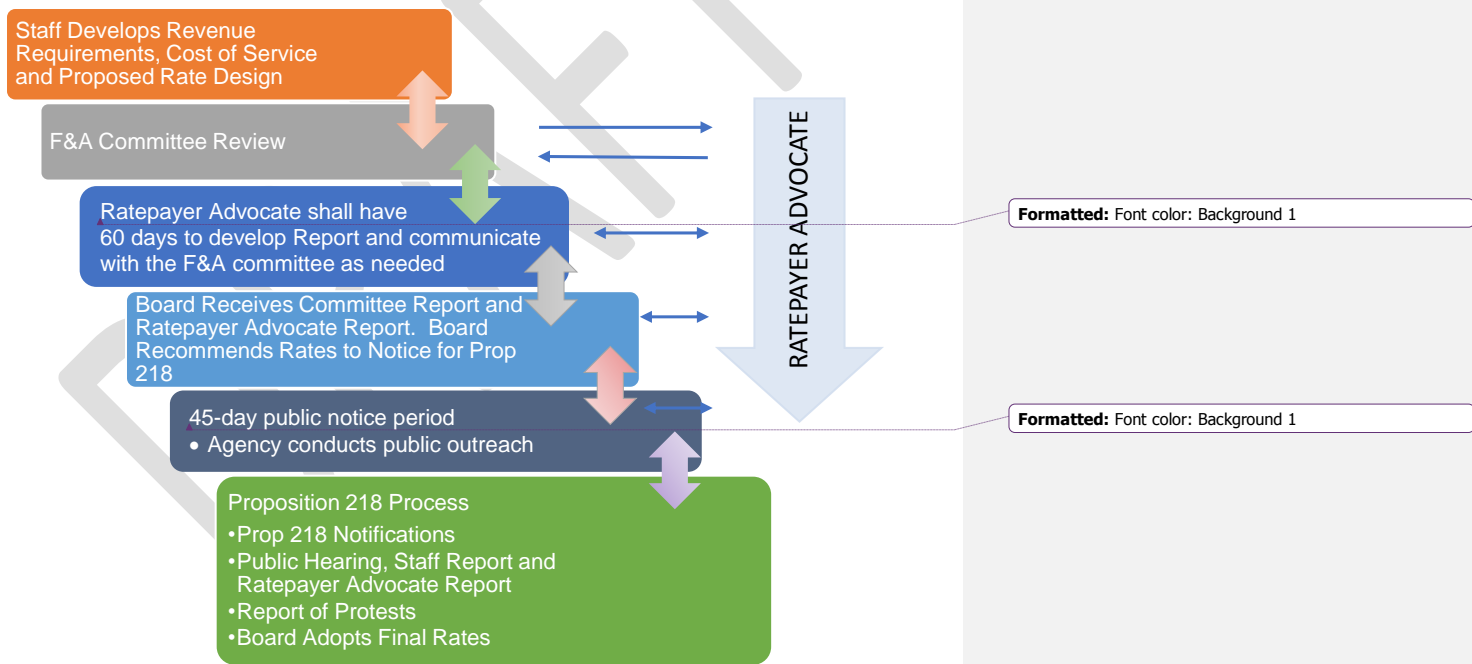 Staff Develops Revenue
Requirements, Cost of Service
and Proposed Rate Design
F&A Committee Review
Ratepayer Advocate shall have
60 days to develop Report and communicate
with the F&A committee as needed
Board Receives Committee Report and
Ratepayer Advocate Report.  Board
Recommends Rates to Notice for Prop
218
45-day public notice period
• Agency conducts public outreach
Proposition 218 Process
•Prop 218 Notifications
•Public Hearing, Staff Report and
Ratepayer Advocate Report
•Report of Protests
•Board Adopts Final Rates
RATEPAYER ADVOCATE
Formatted: Font color: Background 1
Formatted: Font color: Background 1